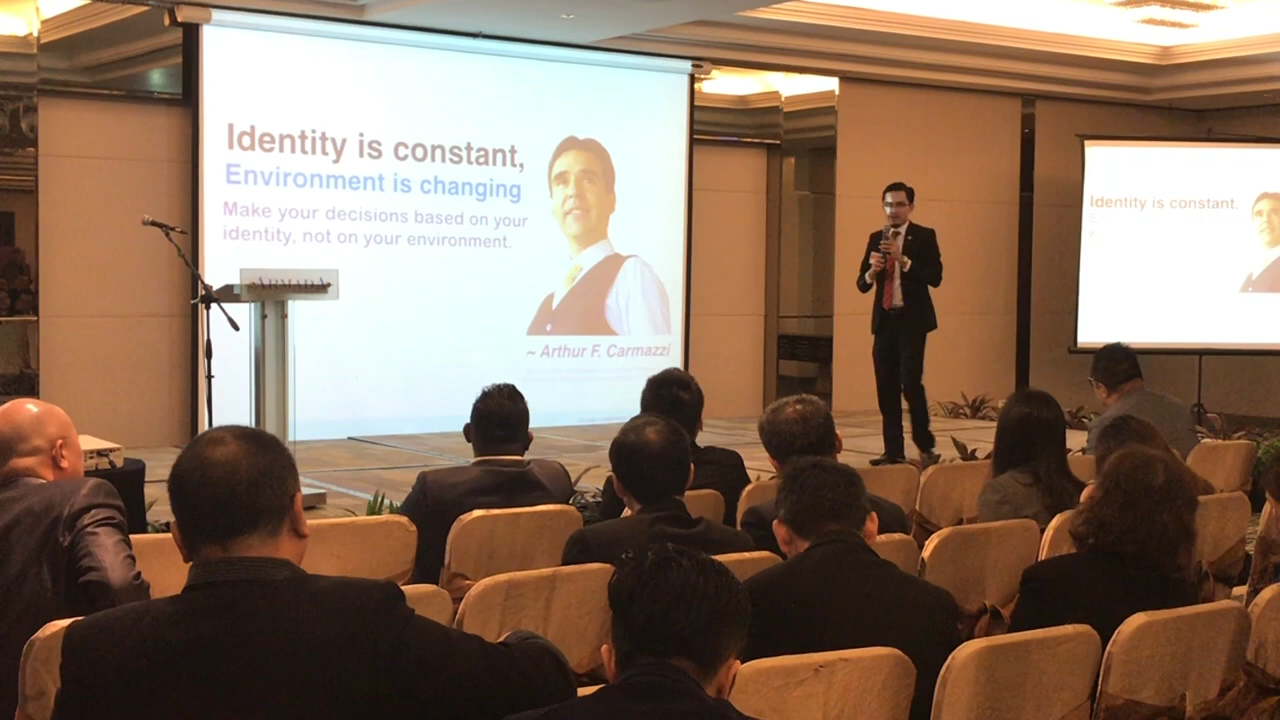 Identity is constant,
Environment is changing
Make your decisions based on your
identity, not on your environment.
~ Arthur F. Carmazzi
ARMADA
Identity is constant.